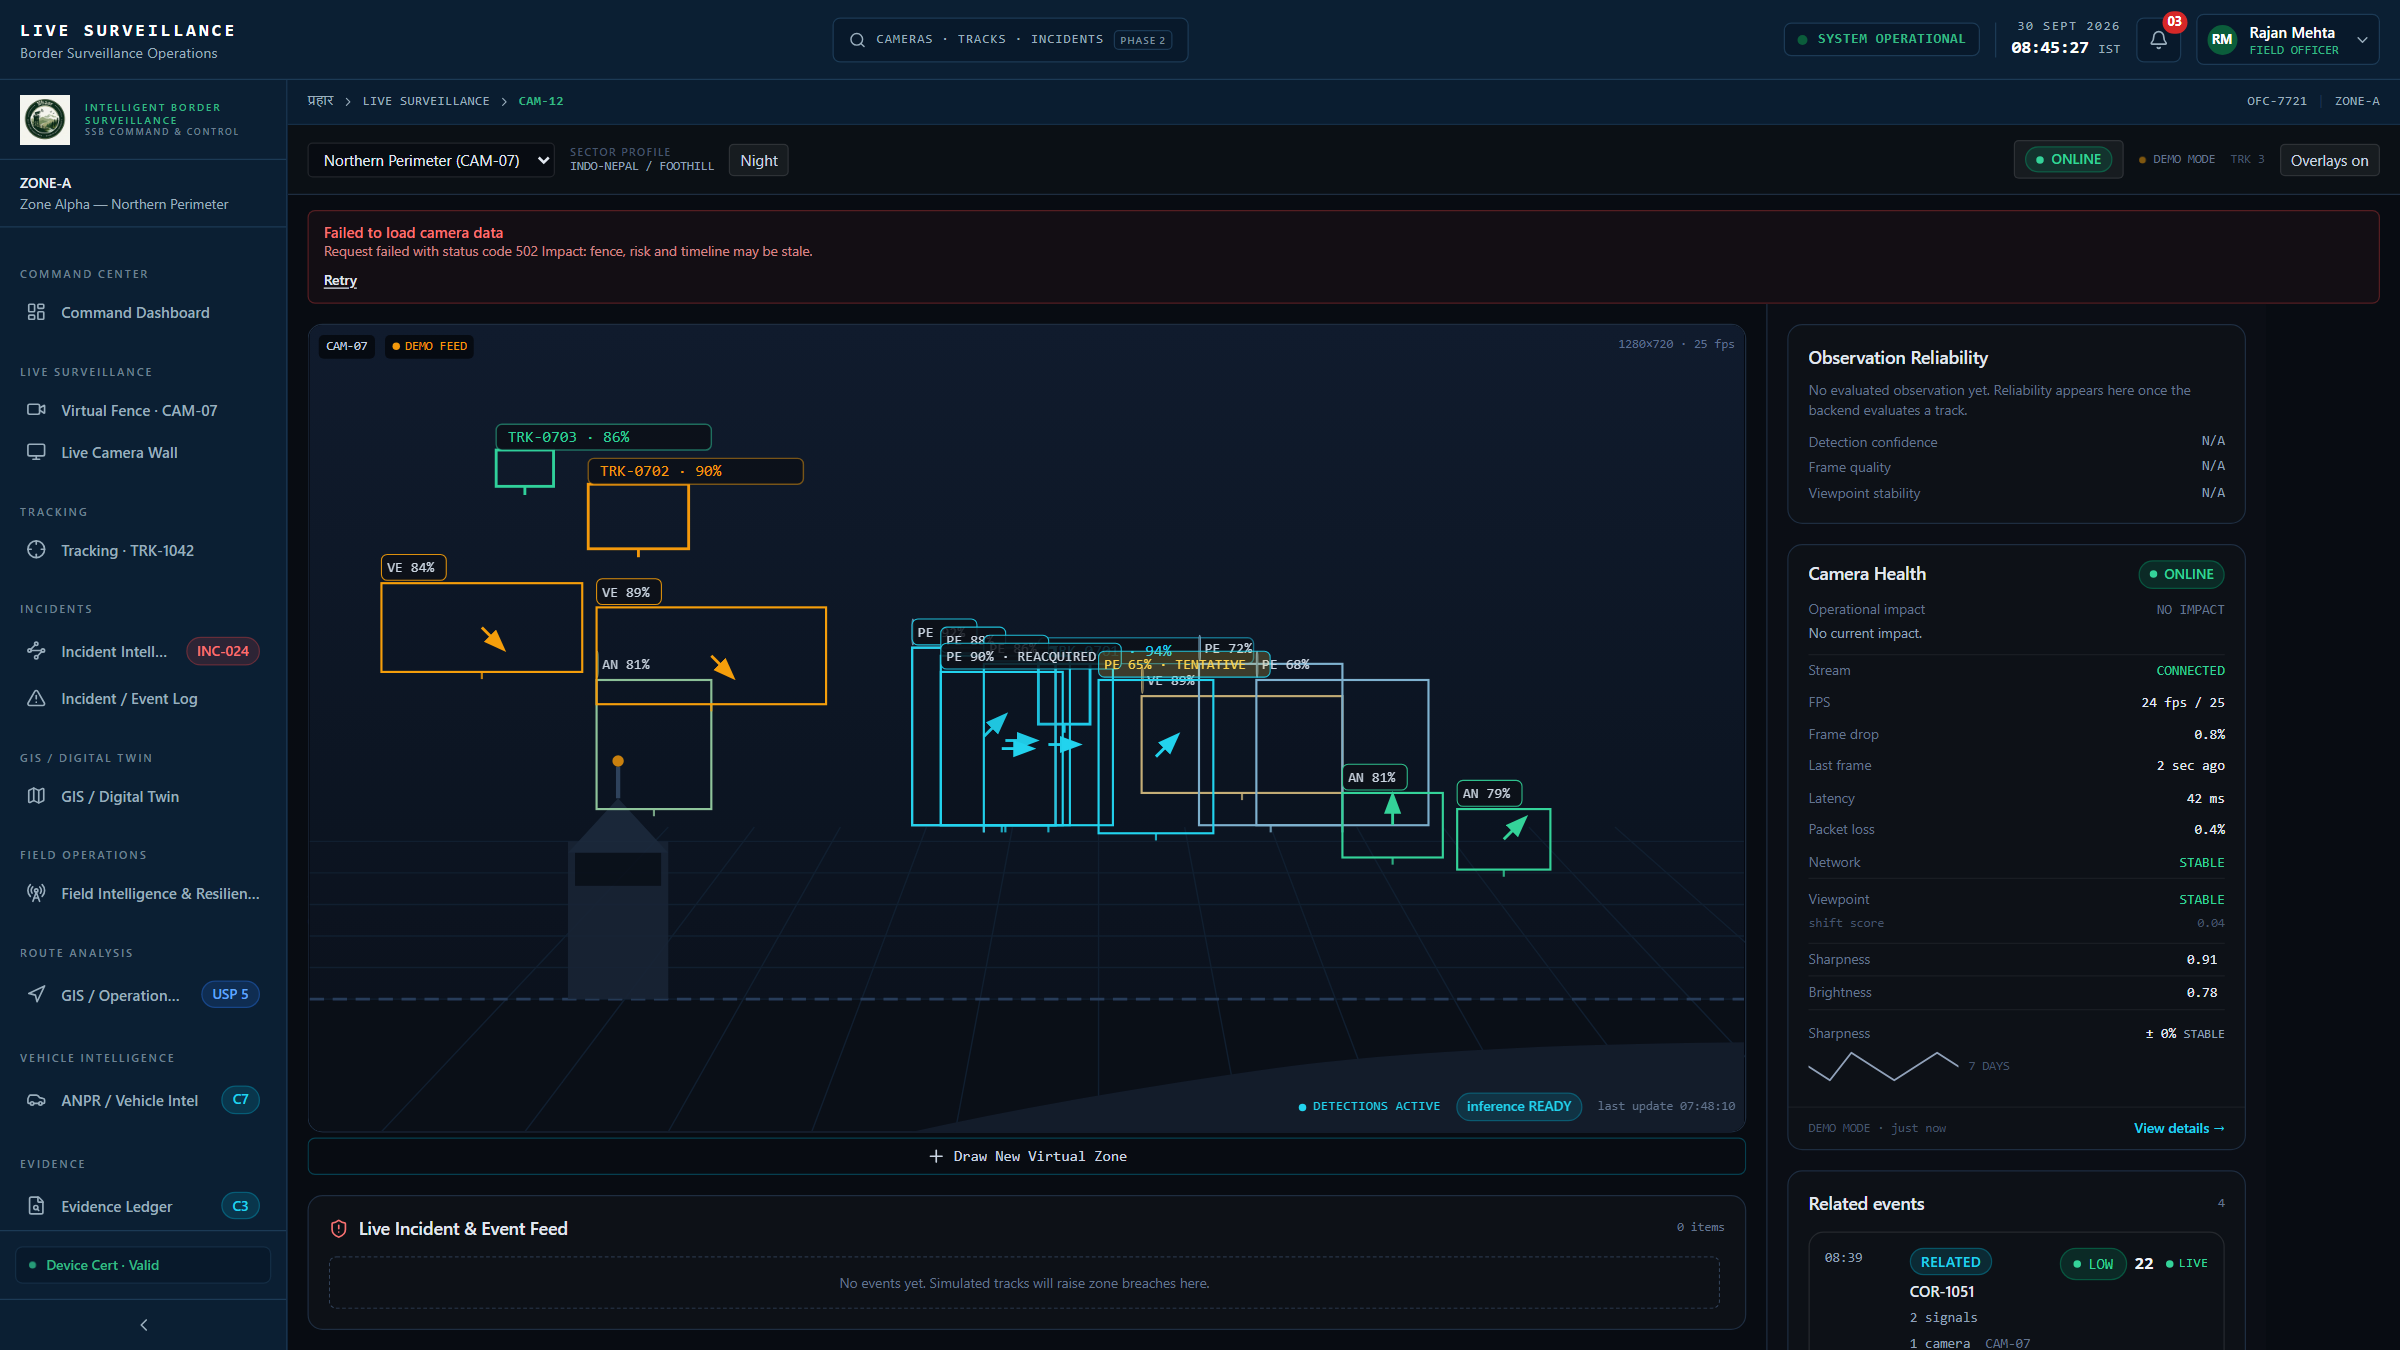 LIVE SURVEILLANCE
Border Surveillance Operations
CAMERAS · TRACKS · INCIDENTS PHASE 2
SYSTEM OPERATIONAL
30 SEPT 2026
08:45:27 IST
03
RM
Rajan Mehta
FIELD OFFICER
INTELLIGENT BORDER
SURVEILLANCE
SSB COMMAND & CONTROL
ZONE-A
Zone Alpha — Northern Perimeter
COMMAND CENTER
Command Dashboard
LIVE SURVEILLANCE
Virtual Fence · CAM-07
Live Camera Wall
TRACKING
Tracking · TRK-1042
INCIDENTS
Incident Intell... INC-024
Incident / Event Log
GIS / DIGITAL TWIN
GIS / Digital Twin
FIELD OPERATIONS
Field Intelligence & Resilien...
ROUTE ANALYSIS
GIS / Operation... USP 5
VEHICLE INTELLIGENCE
ANPR / Vehicle Intel C7
EVIDENCE
Evidence Ledger C3
Device Cert · Valid
प्रहार > LIVE SURVEILLANCE > CAM-12
OFC-7721 ZONE-A
Northern Perimeter (CAM-07)
SECTOR PROFILE
INDO-NEPAL / FOOTHILL
Night
ONLINE
DEMO MODE TRK 3
Overlays on
Failed to load camera data
Request failed with status code 502 Impact: fence, risk and timeline may be stale.
Retry
CAM-07 DEMO FEED
1280×720 · 25 fps
TRK-0703 · 86%
TRK-0702 · 90%
VE 84%
VE 89%
AN 81%
PE
PE 88
PE 90% · REACQUIRED
· 94%
PE 65% · TENTATIVE
PE 72%
PE 68%
VE 89%
AN 81%
AN 79%
DETECTIONS ACTIVE inference READY last update 07:48:10
+ Draw New Virtual Zone
Live Incident & Event Feed
0 items
No events yet. Simulated tracks will raise zone breaches here.
Observation Reliability
No evaluated observation yet. Reliability appears here once the
backend evaluates a track.
Detection confidence N/A
Frame quality N/A
Viewpoint stability N/A
Camera Health ONLINE
Operational impact NO IMPACT
No current impact.
Stream CONNECTED
FPS 24 fps / 25
Frame drop 0.8%
Last frame 2 sec ago
Latency 42 ms
Packet loss 0.4%
Network STABLE
Viewpoint STABLE
shift score 0.04
Sharpness 0.91
Brightness 0.78
Sharpness ± 0% STABLE
7 DAYS
DEMO MODE · just now View details →
Related events 4
08:39 RELATED LOW 22 LIVE
COR-1051
2 signals
1 camera CAM-07